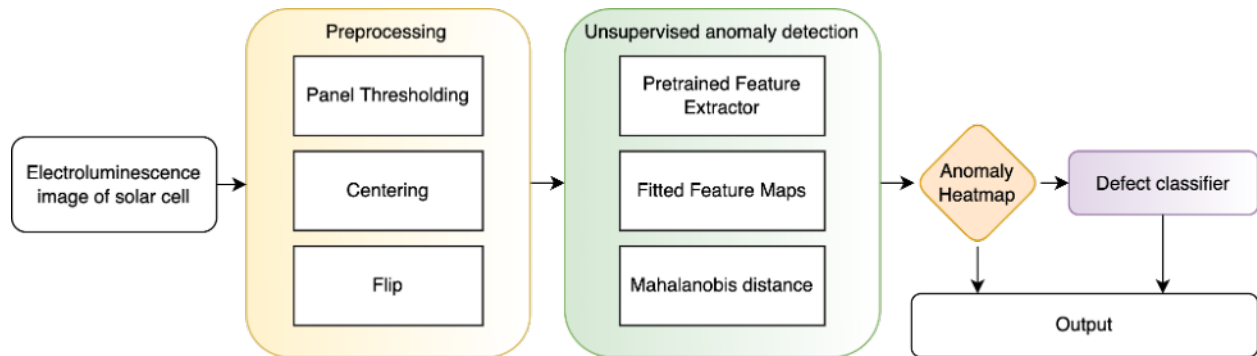 Preprocessing
Unsupervised anomaly detection
Panel Thresholding
Pretrained Feature
Extractor
Electroluminescence
image of solar cell
Centering
Fitted Feature Maps
Anomaly
Heatmap
Defect classifier
Flip
Mahalanobis distance
Output